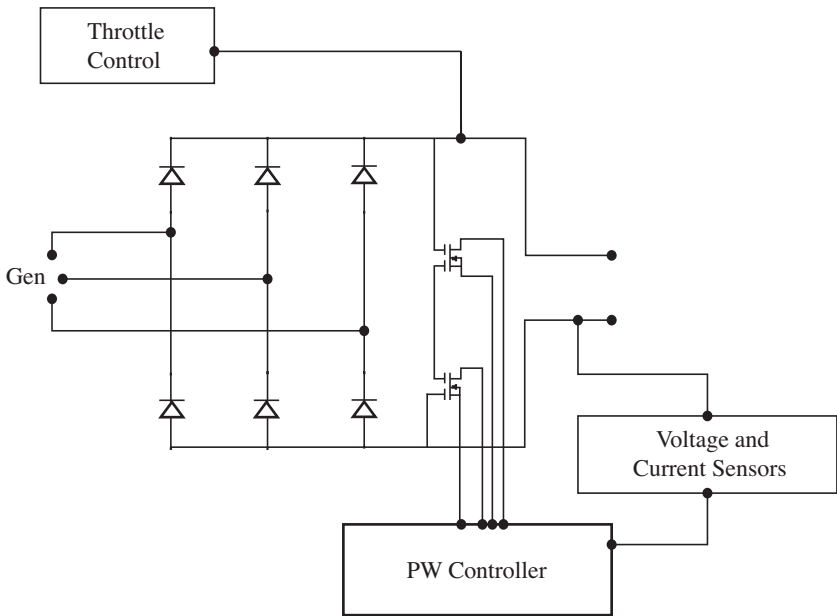 Throttle
Control
Gen
Voltage and
Current Sensors
PW Controller